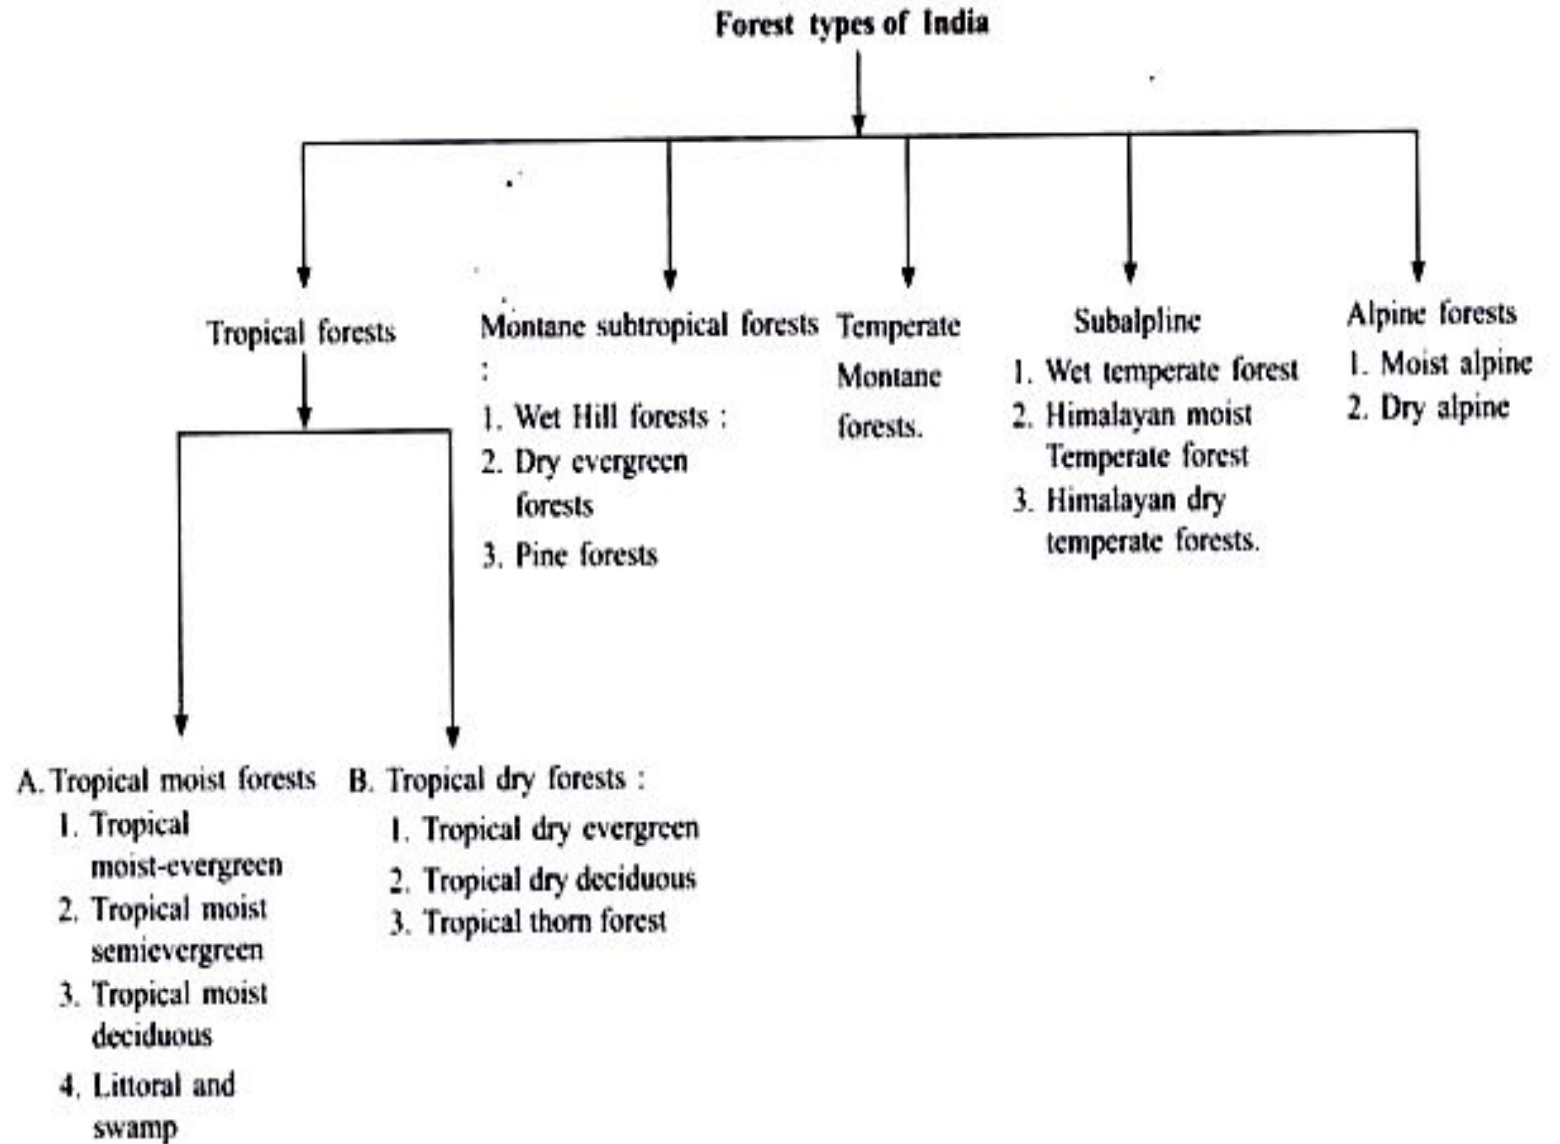 Forest types of India
Tropical forests
Montane subtropical forests
:
1. Wet Hill forests :
2. Dry evergreen
forests
3. Pine forests
Temperate
Montane
forests.
Subalpline
1. Wet temperate forest
2. Himalayan moist
Temperate forest
3. Himalayan dry
temperate forests.
Alpine forests
1. Moist alpine
2. Dry alpine
A. Tropical moist forests
1. Tropical
moist-evergreen
2. Tropical moist
semievergreen
3. Tropical moist
deciduous
4. Littoral and
swamp
B. Tropical dry forests :
1. Tropical dry evergreen
2. Tropical dry deciduous
3. Tropical thorn forest